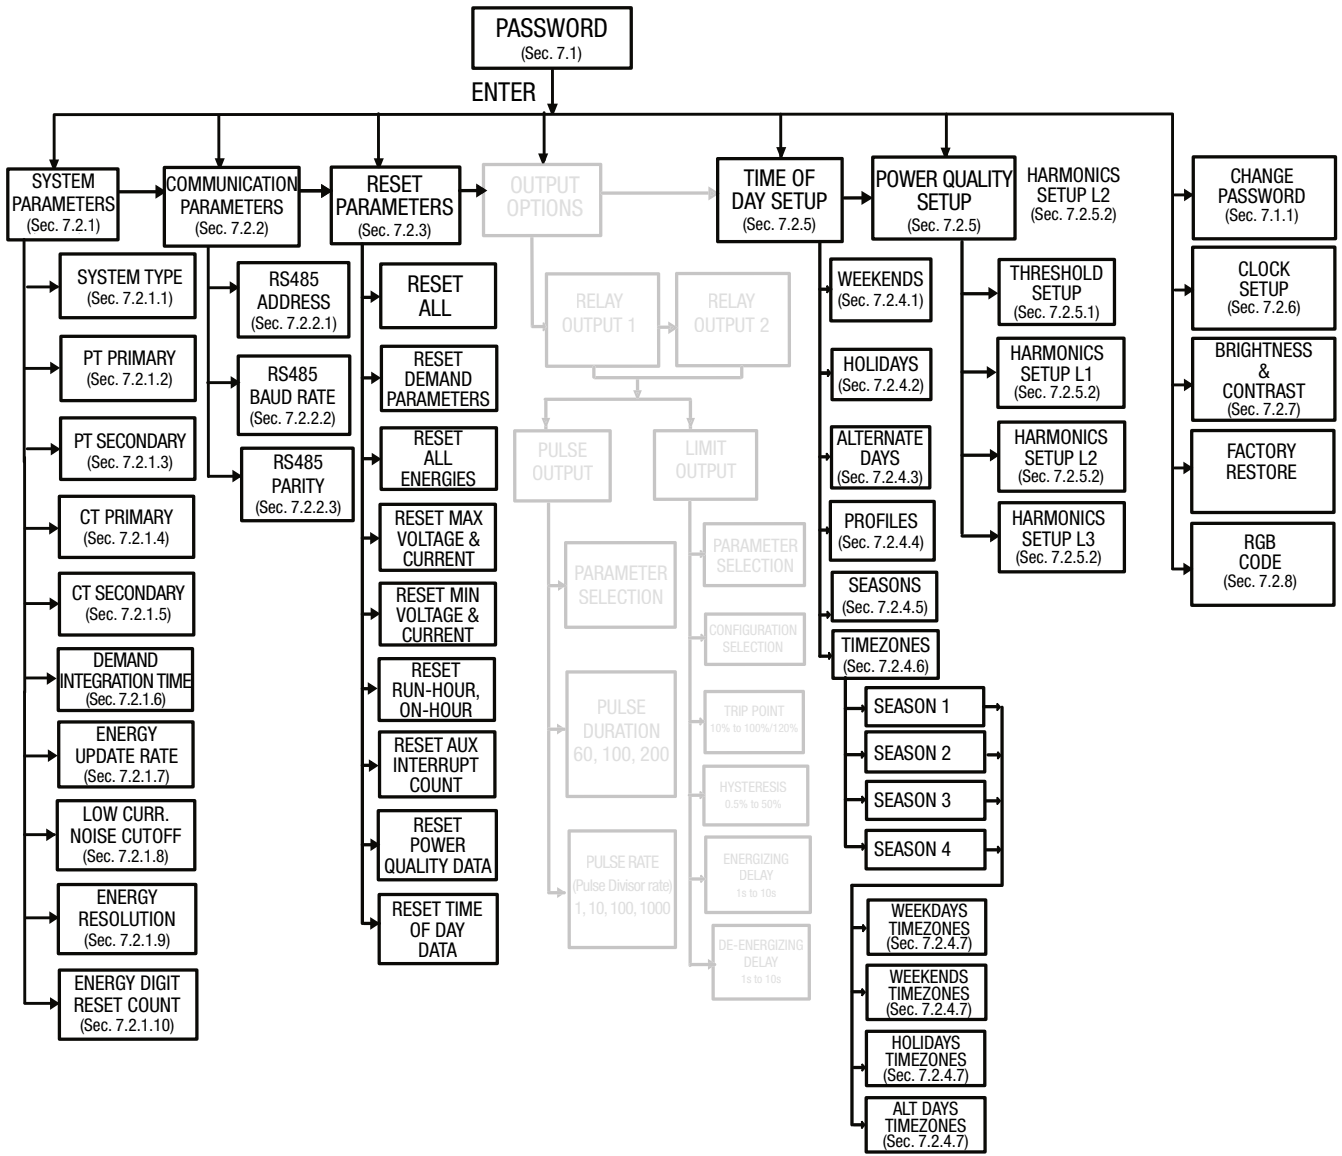 PASSWORD
(Sec. 7.1)
ENTER
SYSTEM
PARAMETERS
(Sec. 7.2.1)
COMMUNICATION
PARAMETERS
(Sec. 7.2.2)
RESET
PARAMETERS
(Sec. 7.2.3)
OUTPUT
OPTIONS
TIME OF
DAY SETUP
(Sec. 7.2.5)
POWER QUALITY
SETUP
(Sec. 7.2.5)
HARMONICS
SETUP L2
(Sec. 7.2.5.2)
CHANGE
PASSWORD
(Sec. 7.1.1)
CLOCK
SETUP
(Sec. 7.2.6)
BRIGHTNESS
&
CONTRAST
(Sec. 7.2.7)
FACTORY
RESTORE
RGB
CODE
(Sec. 7.2.8)
SYSTEM TYPE
(Sec. 7.2.1.1)
PT PRIMARY
(Sec. 7.2.1.2)
PT SECONDARY
(Sec. 7.2.1.3)
CT PRIMARY
(Sec. 7.2.1.4)
CT SECONDARY
(Sec. 7.2.1.5)
DEMAND
INTEGRATION TIME
(Sec. 7.2.1.6)
ENERGY
UPDATE RATE
(Sec. 7.2.1.7)
LOW CURR.
NOISE CUTOFF
(Sec. 7.2.1.8)
ENERGY
RESOLUTION
(Sec. 7.2.1.9)
ENERGY DIGIT
RESET COUNT
(Sec. 7.2.1.10)
RS485
ADDRESS
(Sec. 7.2.2.1)
RS485
BAUD RATE
(Sec. 7.2.2.2)
RS485
PARITY
(Sec. 7.2.2.3)
RESET
ALL
RESET
DEMAND
PARAMETERS
RESET
ALL
ENERGIES
RESET MAX
VOLTAGE &
CURRENT
RESET MIN
VOLTAGE &
CURRENT
RESET
RUN-HOUR,
ON-HOUR
RESET AUX
INTERRUPT
COUNT
RESET
POWER
QUALITY DATA
RESET TIME
OF DAY
DATA
RELAY
OUTPUT 1
RELAY
OUTPUT 2
PULSE
OUTPUT
LIMIT
OUTPUT
PARAMETER
SELECTION
PULSE
DURATION
60, 100, 200
PULSE RATE
(Pulse Divisor rate)
1, 10, 100, 1000
PARAMETER
SELECTION
CONFIGURATION
SELECTION
TRIP POINT
10% to 100%/120%
HYSTERESIS
0.5% to 50%
ENERGIZING
DELAY
1s to 10s
DE-ENERGIZING
DELAY
1s to 10s
WEEKENDS
(Sec. 7.2.4.1)
HOLIDAYS
(Sec. 7.2.4.2)
ALTERNATE
DAYS
(Sec. 7.2.4.3)
PROFILES
(Sec. 7.2.4.4)
SEASONS
(Sec. 7.2.4.5)
TIMEZONES
(Sec. 7.2.4.6)
SEASON 1
SEASON 2
SEASON 3
SEASON 4
WEEKDAYS
TIMEZONES
(Sec. 7.2.4.7)
WEEKENDS
TIMEZONES
(Sec. 7.2.4.7)
HOLIDAYS
TIMEZONES
(Sec. 7.2.4.7)
ALT DAYS
TIMEZONES
(Sec. 7.2.4.7)
THRESHOLD
SETUP
(Sec. 7.2.5.1)
HARMONICS
SETUP L1
(Sec. 7.2.5.2)
HARMONICS
SETUP L2
(Sec. 7.2.5.2)
HARMONICS
SETUP L3
(Sec. 7.2.5.2)